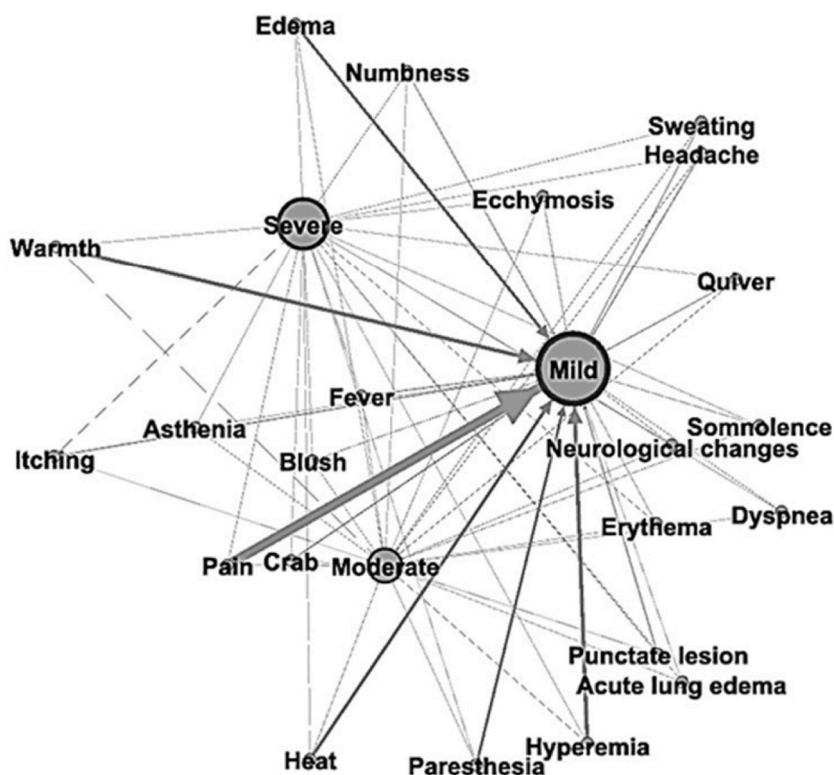 Edema
Numbness
Sweating
Headache
Ecchymosis
Severe
Warmth
Quiver
Mild
Fever
Asthenia
Somnolence
Neurological changes
Itching
Blush
Erythema
Dyspnea
Pain
Crab
Moderate
Punctate lesion
Acute lung edema
Hyperemia
Heat
Paresthesia